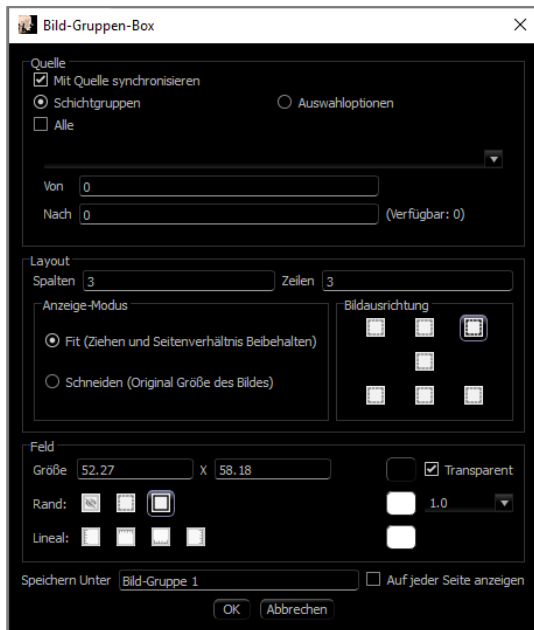 Bild-Gruppen-Box
Quelle
Mit Quelle synchronisieren
Schichtgruppen Auswahloptionen
Alle
Von 0
Nach 0 (Verfügbar: 0)
Layout
Spalten 3 Zeilen 3
Anzeige-Modus Bildausrichtung
Fit (Ziehen und Seitenverhältnis Beibehalten)
Schneiden (Original Größe des Bildes)
Feld
Größe 52.27 X 58.18 Transparent
Rand: 1.0
Lineal:
Speichern Unter Bild-Gruppe 1 Auf jeder Seite anzeigen
OK Abbrechen